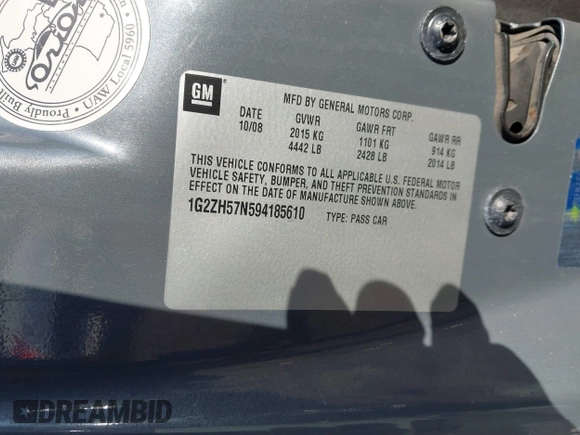 Proudly Built
UAW Local 5960
GM
MFD BY GENERAL MOTORS CORP.
DATE GVWR GAWR FRT GAWR RR
10/08 2015 KG 1101 KG 914 KG
4442 LB 2428 LB 2014 LB
THIS VEHICLE CONFORMS TO ALL APPLICABLE U.S. FEDERAL MOTOR
VEHICLE SAFETY, BUMPER, AND THEFT PREVENTION STANDARDS IN
EFFECT ON THE DATE OF MANUFACTURE SHOWN ABOVE.
1G2ZH57N594185610 TYPE: PASS CAR
DREAMBID